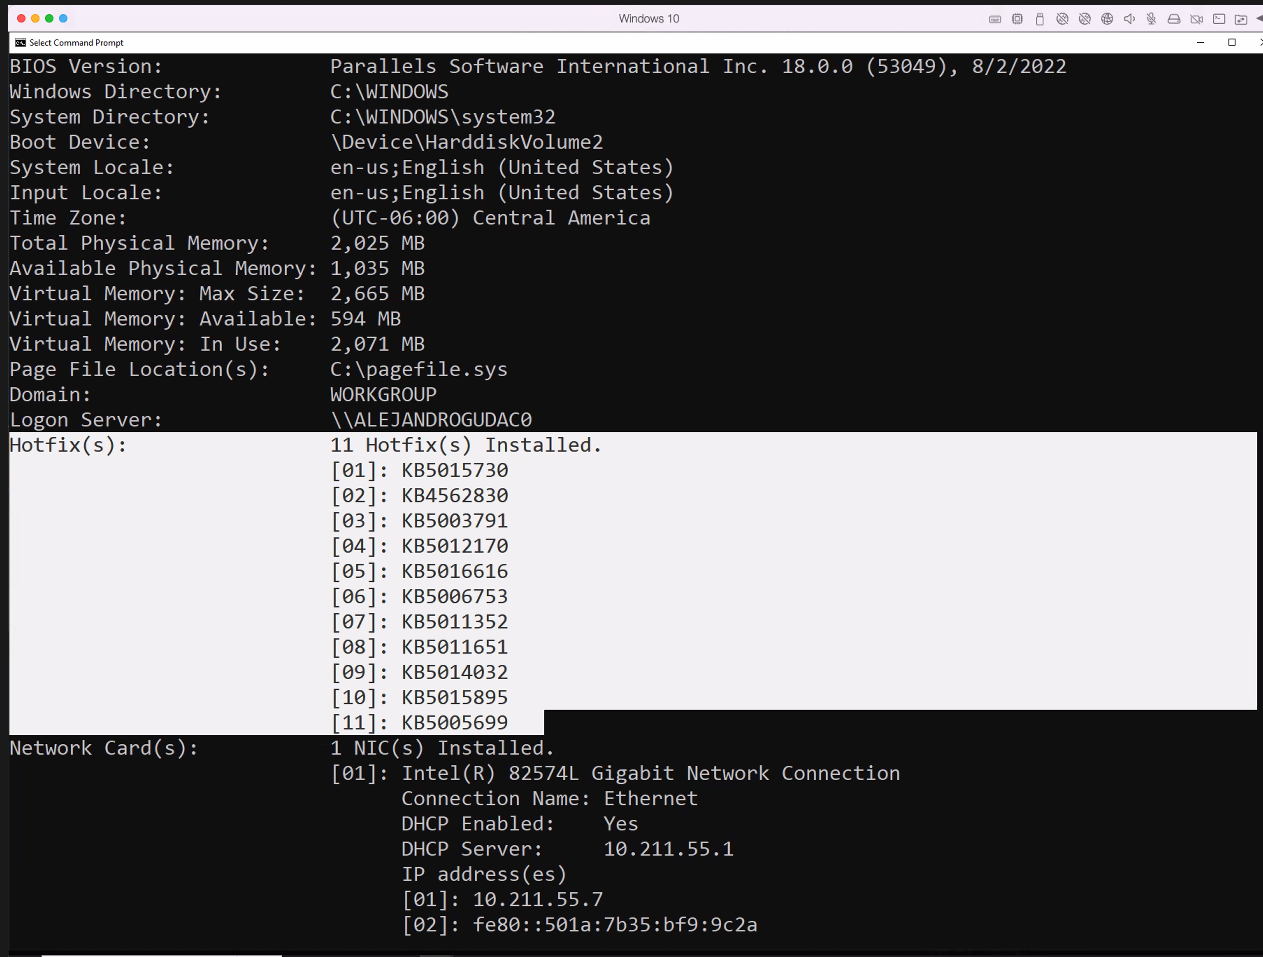 Windows 10
Select Command Prompt
BIOS Version: Parallels Software International Inc. 18.0.0 (53049), 8/2/2022
Windows Directory: C:\WINDOWS
System Directory: C:\WINDOWS\system32
Boot Device: \Device\HarddiskVolume2
System Locale: en-us;English (United States)
Input Locale: en-us;English (United States)
Time Zone: (UTC-06:00) Central America
Total Physical Memory: 2,025 MB
Available Physical Memory: 1,035 MB
Virtual Memory: Max Size: 2,665 MB
Virtual Memory: Available: 594 MB
Virtual Memory: In Use: 2,071 MB
Page File Location(s): C:\pagefile.sys
Domain: WORKGROUP
Logon Server: \\ALEJANDROGUDAC0
Hotfix(s): 11 Hotfix(s) Installed.
[01]: KB5015730
[02]: KB4562830
[03]: KB5003791
[04]: KB5012170
[05]: KB5016616
[06]: KB5006753
[07]: KB5011352
[08]: KB5011651
[09]: KB5014032
[10]: KB5015895
[11]: KB5005699
Network Card(s): 1 NIC(s) Installed.
[01]: Intel(R) 82574L Gigabit Network Connection
Connection Name: Ethernet
DHCP Enabled: Yes
DHCP Server: 10.211.55.1
IP address(es)
[01]: 10.211.55.7
[02]: fe80::501a:7b35:bf9:9c2a